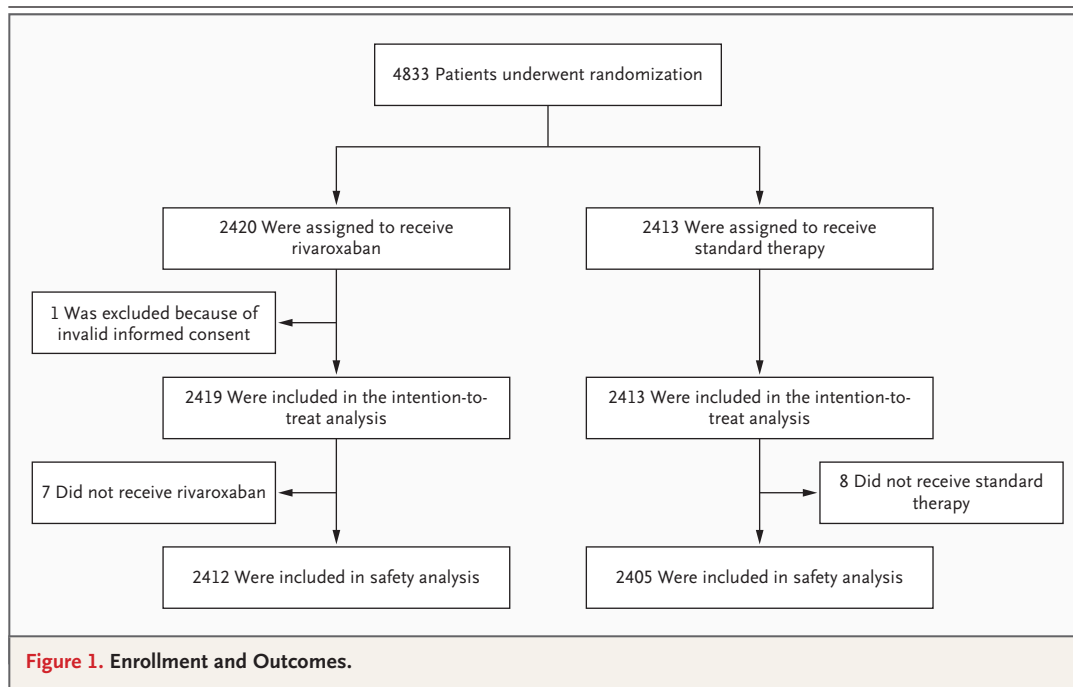 4833 Patients underwent randomization
2420 Were assigned to receive
rivaroxaban
2413 Were assigned to receive
standard therapy
1 Was excluded because of
invalid informed consent
2419 Were included in the intention-to-
treat analysis
2413 Were included in the intention-to-
treat analysis
7 Did not receive rivaroxaban
8 Did not receive standard
therapy
2412 Were included in safety analysis
2405 Were included in safety analysis
Figure 1. Enrollment and Outcomes.